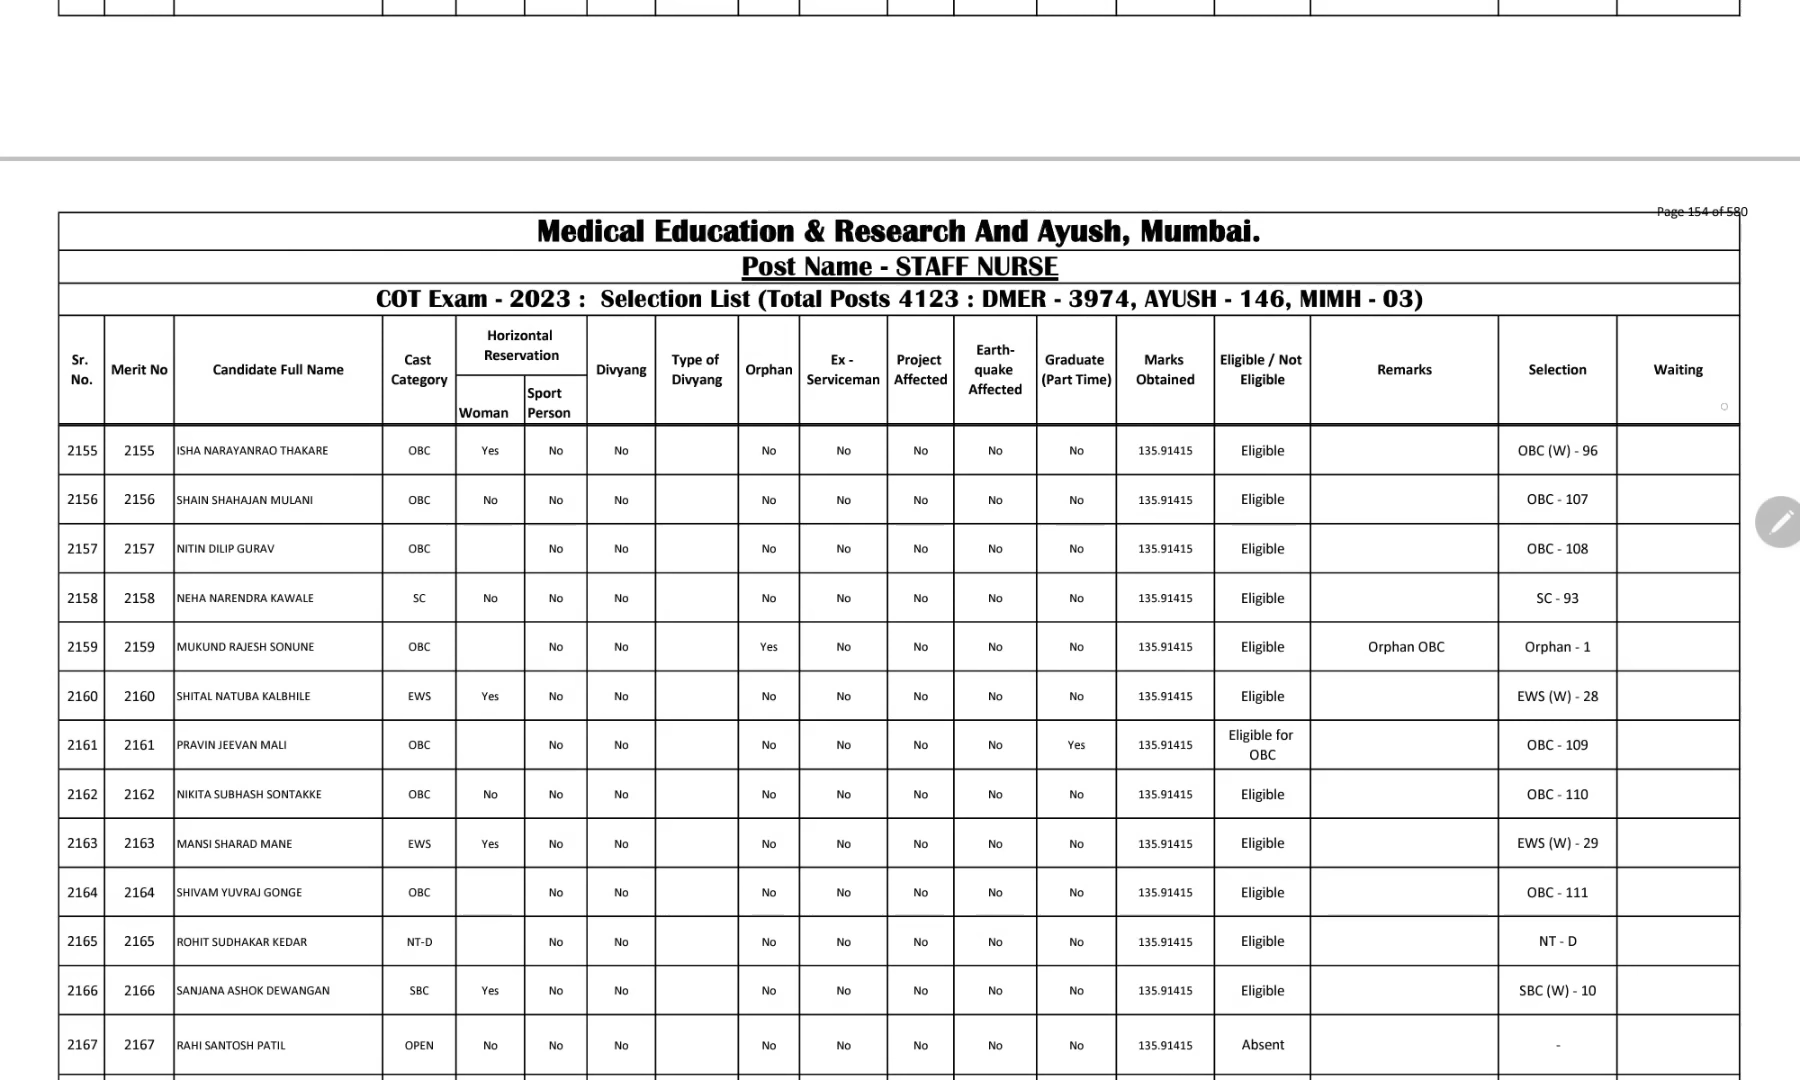 Page 154 of 580
Medical Education & Research And Ayush, Mumbai.
Post Name - STAFF NURSE
COT Exam - 2023 : Selection List (Total Posts 4123 : DMER - 3974, AYUSH - 146, MIMH - 03)
Sr. No. Merit No Candidate Full Name Cast Category Horizontal Reservation Woman Sport Person Divyang Type of Divyang Orphan Ex - Serviceman Project Affected Earth-quake Affected Graduate (Part Time) Marks Obtained Eligible / Not Eligible Remarks Selection Waiting
2155 2155 ISHA NARAYANRAO THAKARE OBC Yes No No No No No No No 135.91415 Eligible OBC (W) - 96
2156 2156 SHAIN SHAHAJAN MULANI OBC No No No No No No No No 135.91415 Eligible OBC - 107
2157 2157 NITIN DILIP GURAV OBC No No No No No No No 135.91415 Eligible OBC - 108
2158 2158 NEHA NARENDRA KAWALE SC No No No No No No No No 135.91415 Eligible SC - 93
2159 2159 MUKUND RAJESH SONUNE OBC No No Yes No No No No 135.91415 Eligible Orphan OBC Orphan - 1
2160 2160 SHITAL NATUBA KALBHILE EWS Yes No No No No No No No 135.91415 Eligible EWS (W) - 28
2161 2161 PRAVIN JEEVAN MALI OBC No No No No No No Yes 135.91415 Eligible for OBC OBC - 109
2162 2162 NIKITA SUBHASH SONTAKKE OBC No No No No No No No No 135.91415 Eligible OBC - 110
2163 2163 MANSI SHARAD MANE EWS Yes No No No No No No No 135.91415 Eligible EWS (W) - 29
2164 2164 SHIVAM YUVRAJ GONGE OBC No No No No No No No 135.91415 Eligible OBC - 111
2165 2165 ROHIT SUDHAKAR KEDAR NT-D No No No No No No No 135.91415 Eligible NT - D
2166 2166 SANJANA ASHOK DEWANGAN SBC Yes No No No No No No No 135.91415 Eligible SBC (W) - 10
2167 2167 RAHI SANTOSH PATIL OPEN No No No No No No No No 135.91415 Absent -